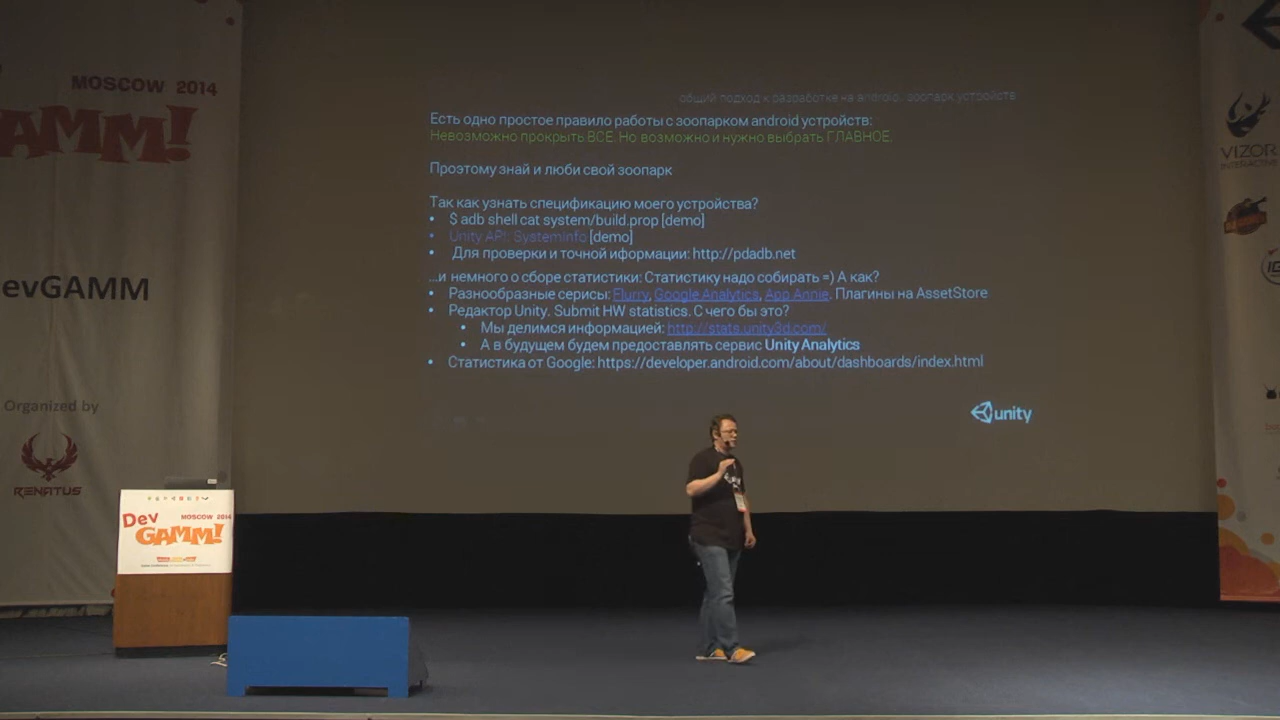 MOSCOW 2014
GAMM!
evGAMM
Organized by
RENATUS
Dev
MOSCOW 2014
GAMM!
общий подход к разработке на android, зоопарк устройств
Есть одно простое правило работы с зоопарком android устройств:
Невозможно прокрыть ВСЕ. Но возможно и нужно выбрать ГЛАВНОЕ.
Проэтому знай и люби свой зоопарк
Так как узнать спецификацию моего устройства?
• $ adb shell cat system/build.prop [demo]
• Unity API: SystemInfo [demo]
• Для проверки и точной иформации: http://pdadb.net
...и немного о сборе статистики: Статистику надо собирать =) А как?
• Разнообразные серисы: Flurry, Google Analytics, App Annie. Плагины на AssetStore
• Редактор Unity. Submit HW statistics. С чего бы это?
• Мы делимся информацией: http://stats.unity3d.com/
• А в будущем будем предоставлять сервис Unity Analytics
• Статистика от Google: https://developer.android.com/about/dashboards/index.html
unity
VIZOR
INTERACTIVE